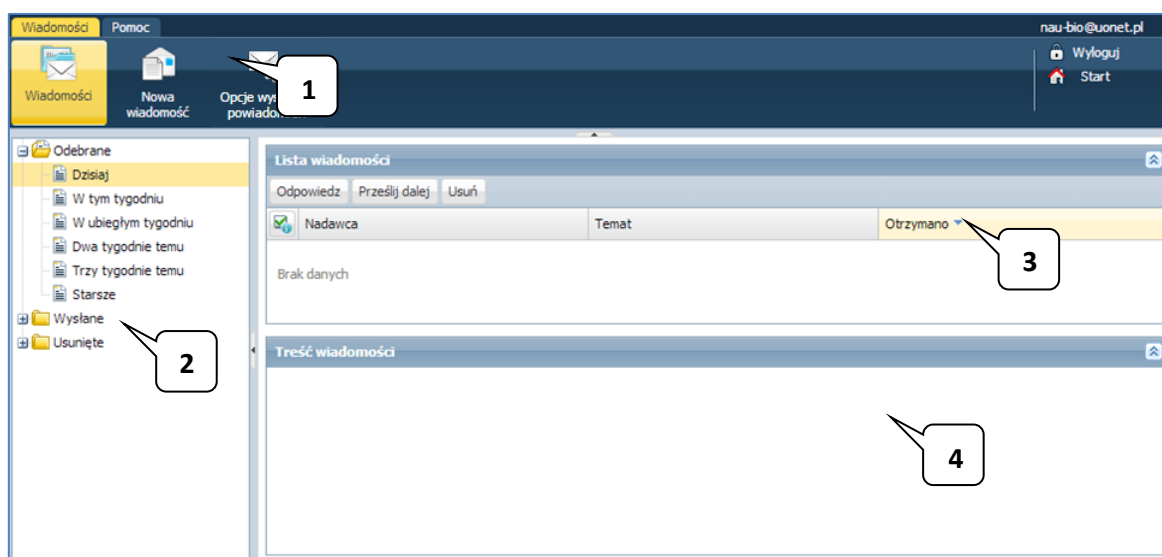 Wiadomości Pomoc nau-bio@uonet.pl
Wyloguj
Start
Wiadomości
Nowa
wiadomość
Opcje
1
Odebrane
Dzisiaj
W tym tygodniu
W ubiegłym tygodniu
Dwa tygodnie temu
Trzy tygodnie temu
Starsze
Wysłane
Usunięte
2
Lista wiadomości
Odpowiedz Prześlij dalej Usuń
Nadawca Temat Otrzymano
Brak danych
3
Treść wiadomości
4